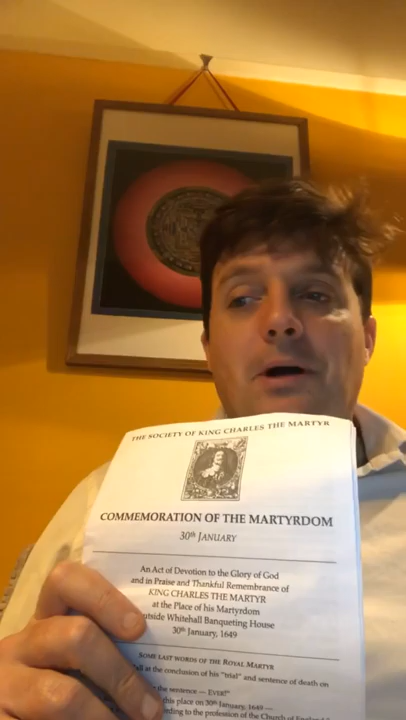 THE SOCIETY OF KING CHARLES THE MARTYR
COMMEMORATION OF THE MARTYRDOM
30th JANUARY
An Act of Devotion to the Glory of God
and in Praise and Thankful Remembrance of
KING CHARLES THE MARTYR
at the Place of his Martyrdom
outside Whitehall Banqueting House
30th January, 1649
SOME LAST WORDS OF THE ROYAL MARTYR
at the conclusion of his "trial" and sentence of death on
the sentence — EVER!"
this place on 30th January, 1649 —
according to the profession of the Church of